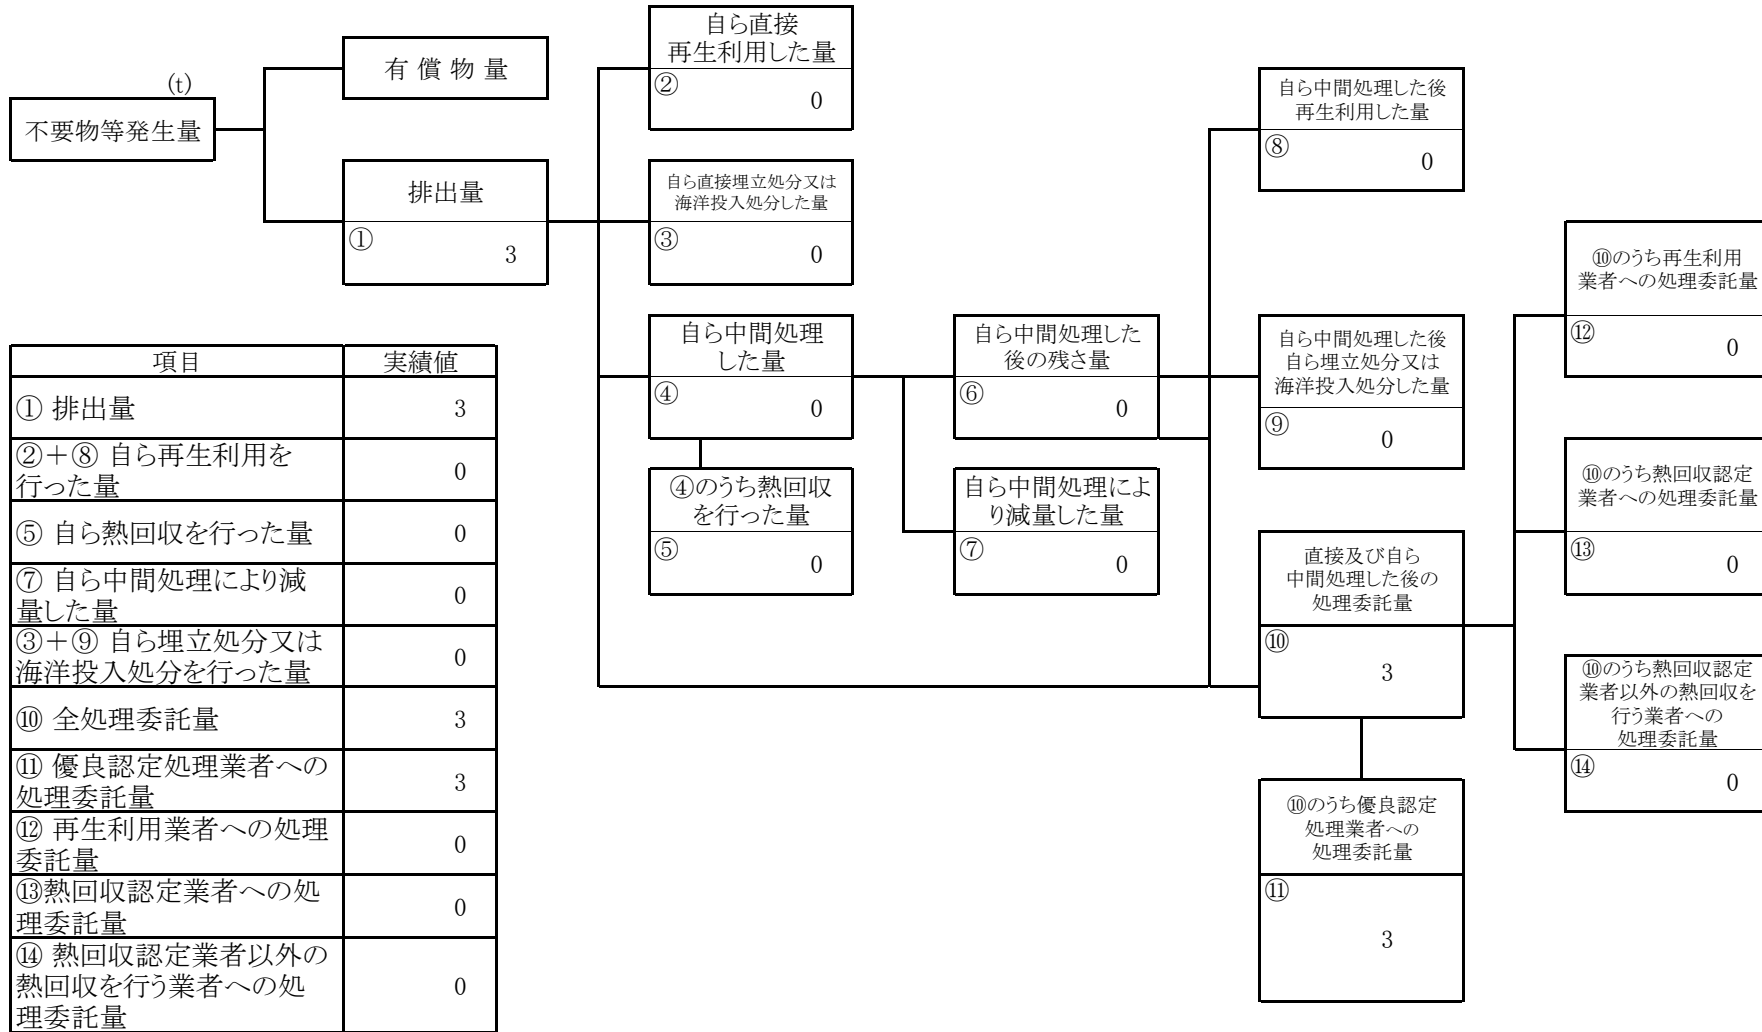 (t)
不要物等発生量
有 償 物 量
排出量
①
3
自ら直接
再生利用した量
②
0
自ら直接埋立処分又は
海洋投入処分した量
③
0
自ら中間処理
した量
④
0
④のうち熱回収
を行った量
⑤
0
自ら中間処理した
後の残さ量
⑥
0
自ら中間処理によ
り減量した量
⑦
0
自ら中間処理した後
再生利用した量
⑧
0
自ら中間処理した後
自ら埋立処分又は
海洋投入処分した量
⑨
0
直接及び自ら
中間処理した後の
処理委託量
⑩
3
⑩のうち優良認定
処理業者への
処理委託量
⑪
3
⑩のうち再生利用
業者への処理委託量
⑫
0
⑩のうち熱回収認定
業者への処理委託量
⑬
0
⑩のうち熱回収認定
業者以外の熱回収を
行う業者への
処理委託量
⑭
0
項目 実績値
① 排出量 3
②＋⑧ 自ら再生利用を
行った量 0
⑤ 自ら熱回収を行った量 0
⑦ 自ら中間処理により減
量した量 0
③＋⑨ 自ら埋立処分又は
海洋投入処分を行った量 0
⑩ 全処理委託量 3
⑪ 優良認定処理業者への
処理委託量 3
⑫ 再生利用業者への処理
委託量 0
⑬熱回収認定業者への処
理委託量 0
⑭ 熱回収認定業者以外の
熱回収を行う業者への処
理委託量 0